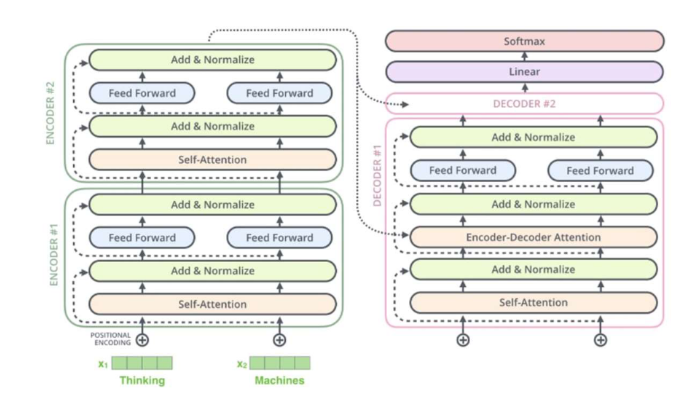 ENCODER #2
Add & Normalize
Feed Forward Feed Forward
Add & Normalize
Self-Attention
ENCODER #1
Add & Normalize
Feed Forward Feed Forward
Add & Normalize
Self-Attention
POSITIONAL
ENCODING
x1 x2
Thinking Machines
Softmax
Linear
DECODER #2
DECODER #1
Add & Normalize
Feed Forward Feed Forward
Add & Normalize
Encoder-Decoder Attention
Add & Normalize
Self-Attention